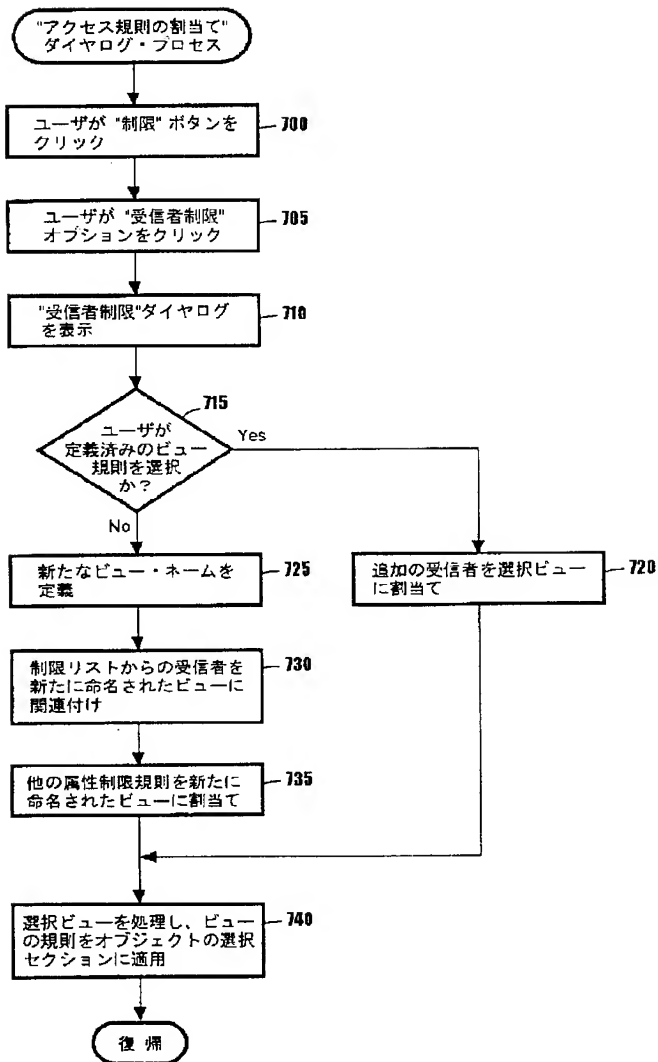 "アクセス規則の割当て"
ダイヤログ・プロセス
ユーザが "制限" ボタンを
クリック
700
ユーザが "受信者制限"
オプションをクリック
705
"受信者制限"ダイヤログ
を表示
710
715
ユーザが
定義済みのビュー
規則を選択
か？
Yes
No
新たなビュー・ネームを
定義
725
追加の受信者を選択ビュー
に割当て
720
制限リストからの受信者を
新たに命名されたビューに
関連付け
730
他の属性制限規則を新たに
命名されたビューに割当て
735
選択ビューを処理し、ビュー
の規則をオブジェクトの選択
セクションに適用
740
復 帰